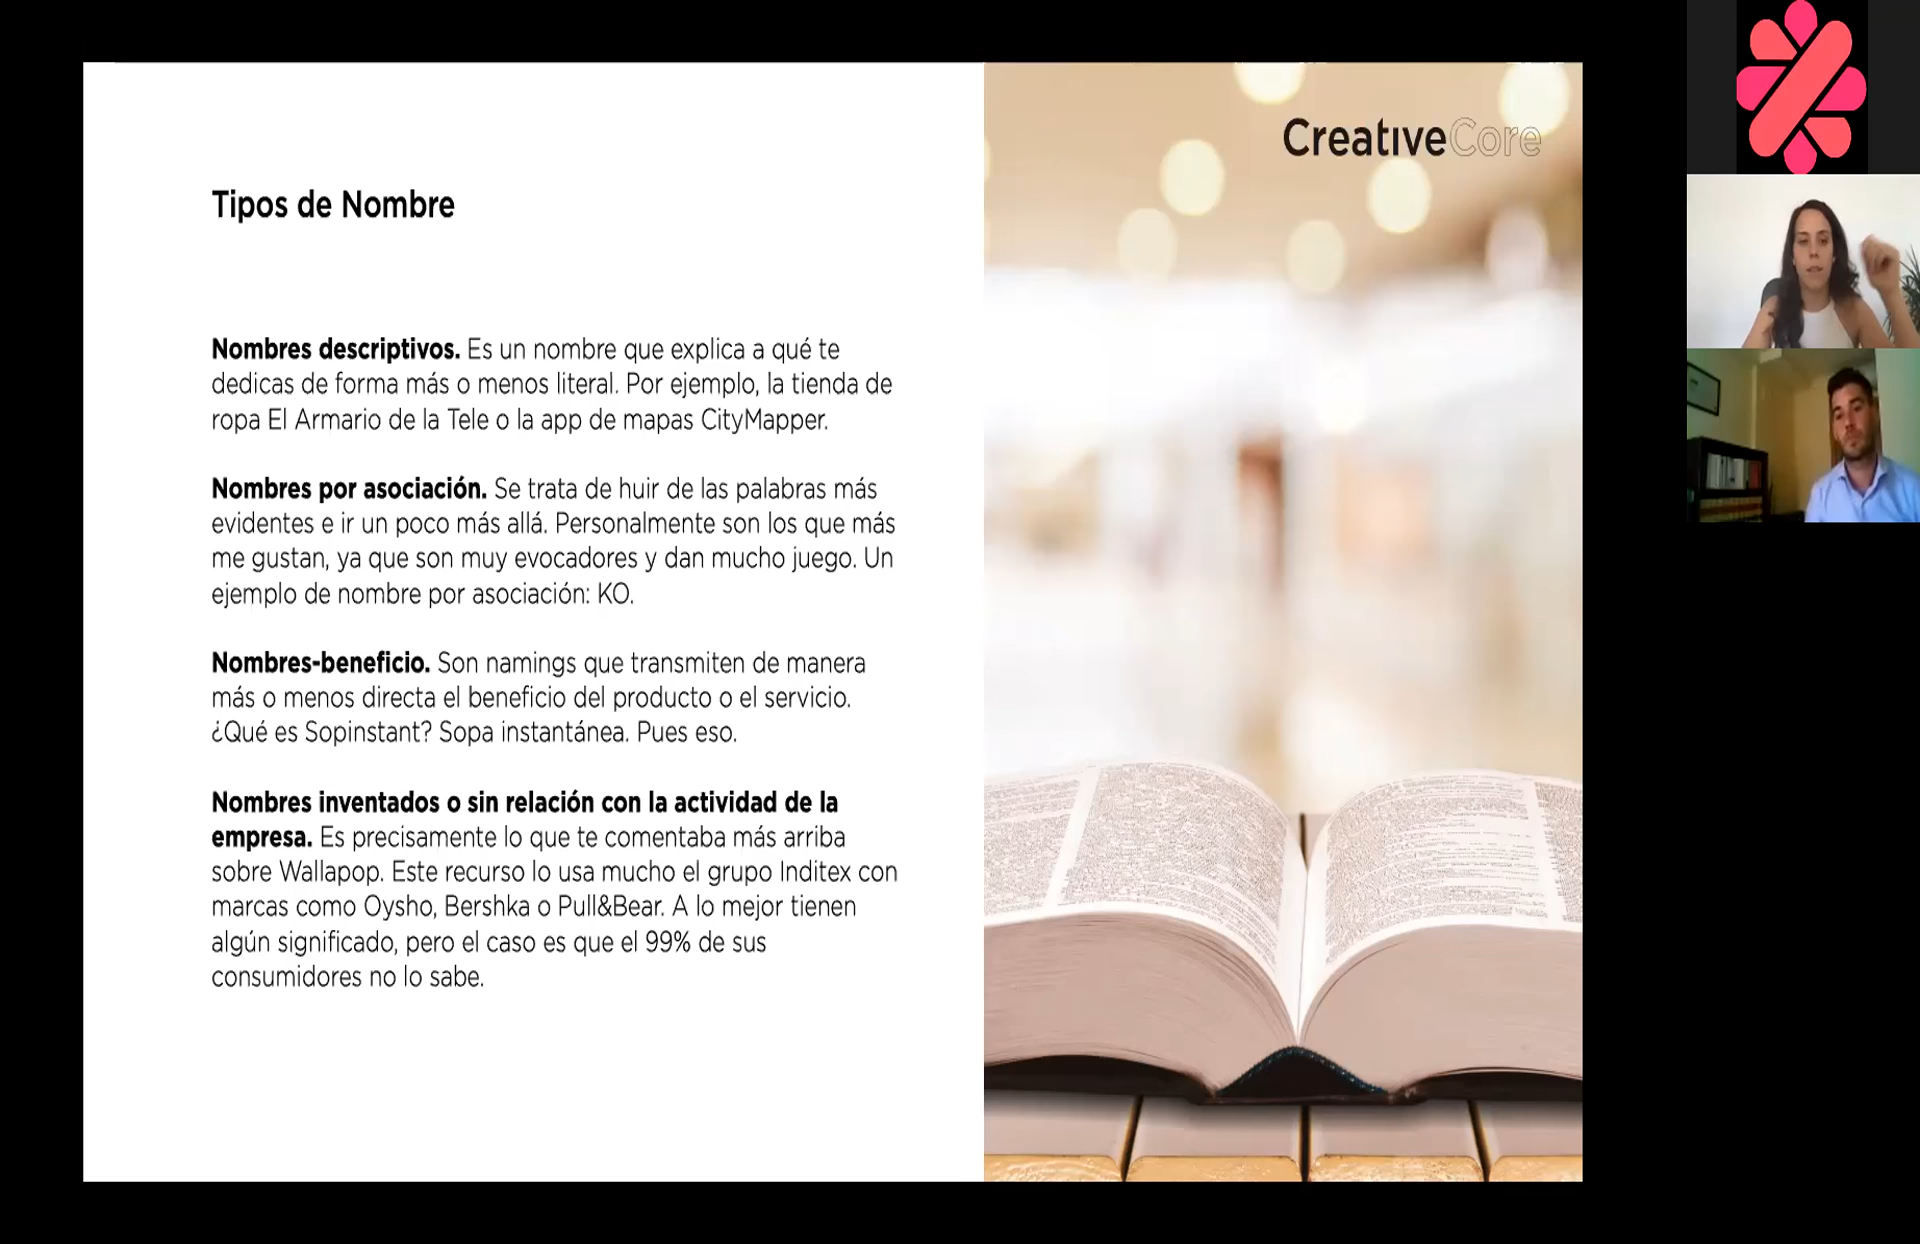 CreativeCore
Tipos de Nombre
Nombres descriptivos. Es un nombre que explica a qué te
dedicas de forma más o menos literal. Por ejemplo, la tienda de
ropa El Armario de la Tele o la app de mapas CityMapper.
Nombres por asociación. Se trata de huir de las palabras más
evidentes e ir un poco más allá. Personalmente son los que más
me gustan, ya que son muy evocadores y dan mucho juego. Un
ejemplo de nombre por asociación: KO.
Nombres-beneficio. Son namings que transmiten de manera
más o menos directa el beneficio del producto o el servicio.
¿Qué es Sopinstant? Sopa instantánea. Pues eso.
Nombres inventados o sin relación con la actividad de la
empresa. Es precisamente lo que te comentaba más arriba
sobre Wallapop. Este recurso lo usa mucho el grupo Inditex con
marcas como Oysho, Bershka o Pull&Bear. A lo mejor tienen
algún significado, pero el caso es que el 99% de sus
consumidores no lo sabe.